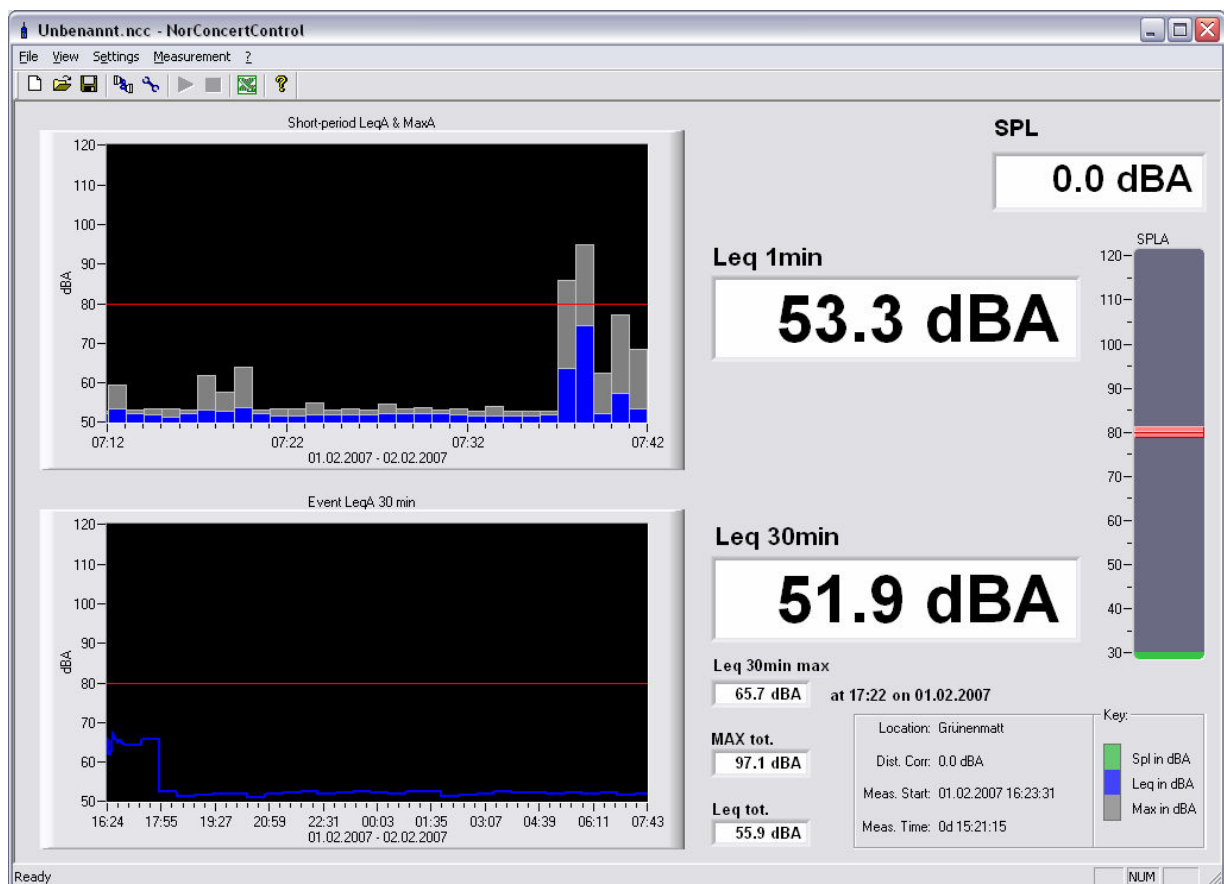 Unbenannt.ncc - NorConcertControl
File View Settings Measurement ?
Short-period LeqA & MaxA
120
110
100
90
80
70
60
50
dBA
07:12 07:22 07:32 07:42
01.02.2007 - 02.02.2007
Event LeqA 30 min
120
110
100
90
80
70
60
50
dBA
16:24 17:55 19:27 20:59 22:31 00:03 01:35 03:07 04:39 06:11 07:43
01.02.2007 - 02.02.2007
SPL
0.0 dBA
Leq 1min
53.3 dBA
Leq 30min
51.9 dBA
Leq 30min max
65.7 dBA at 17:22 on 01.02.2007
MAX tot.
97.1 dBA
Leq tot.
55.9 dBA
SPLA
120
110
100
90
80
70
60
50
40
30
Location: Grünenmatt
Dist. Corr: 0.0 dBA
Meas. Start: 01.02.2007 16:23:31
Meas. Time: 0d 15:21:15
Key:
Spl in dBA
Leq in dBA
Max in dBA
Ready
NUM